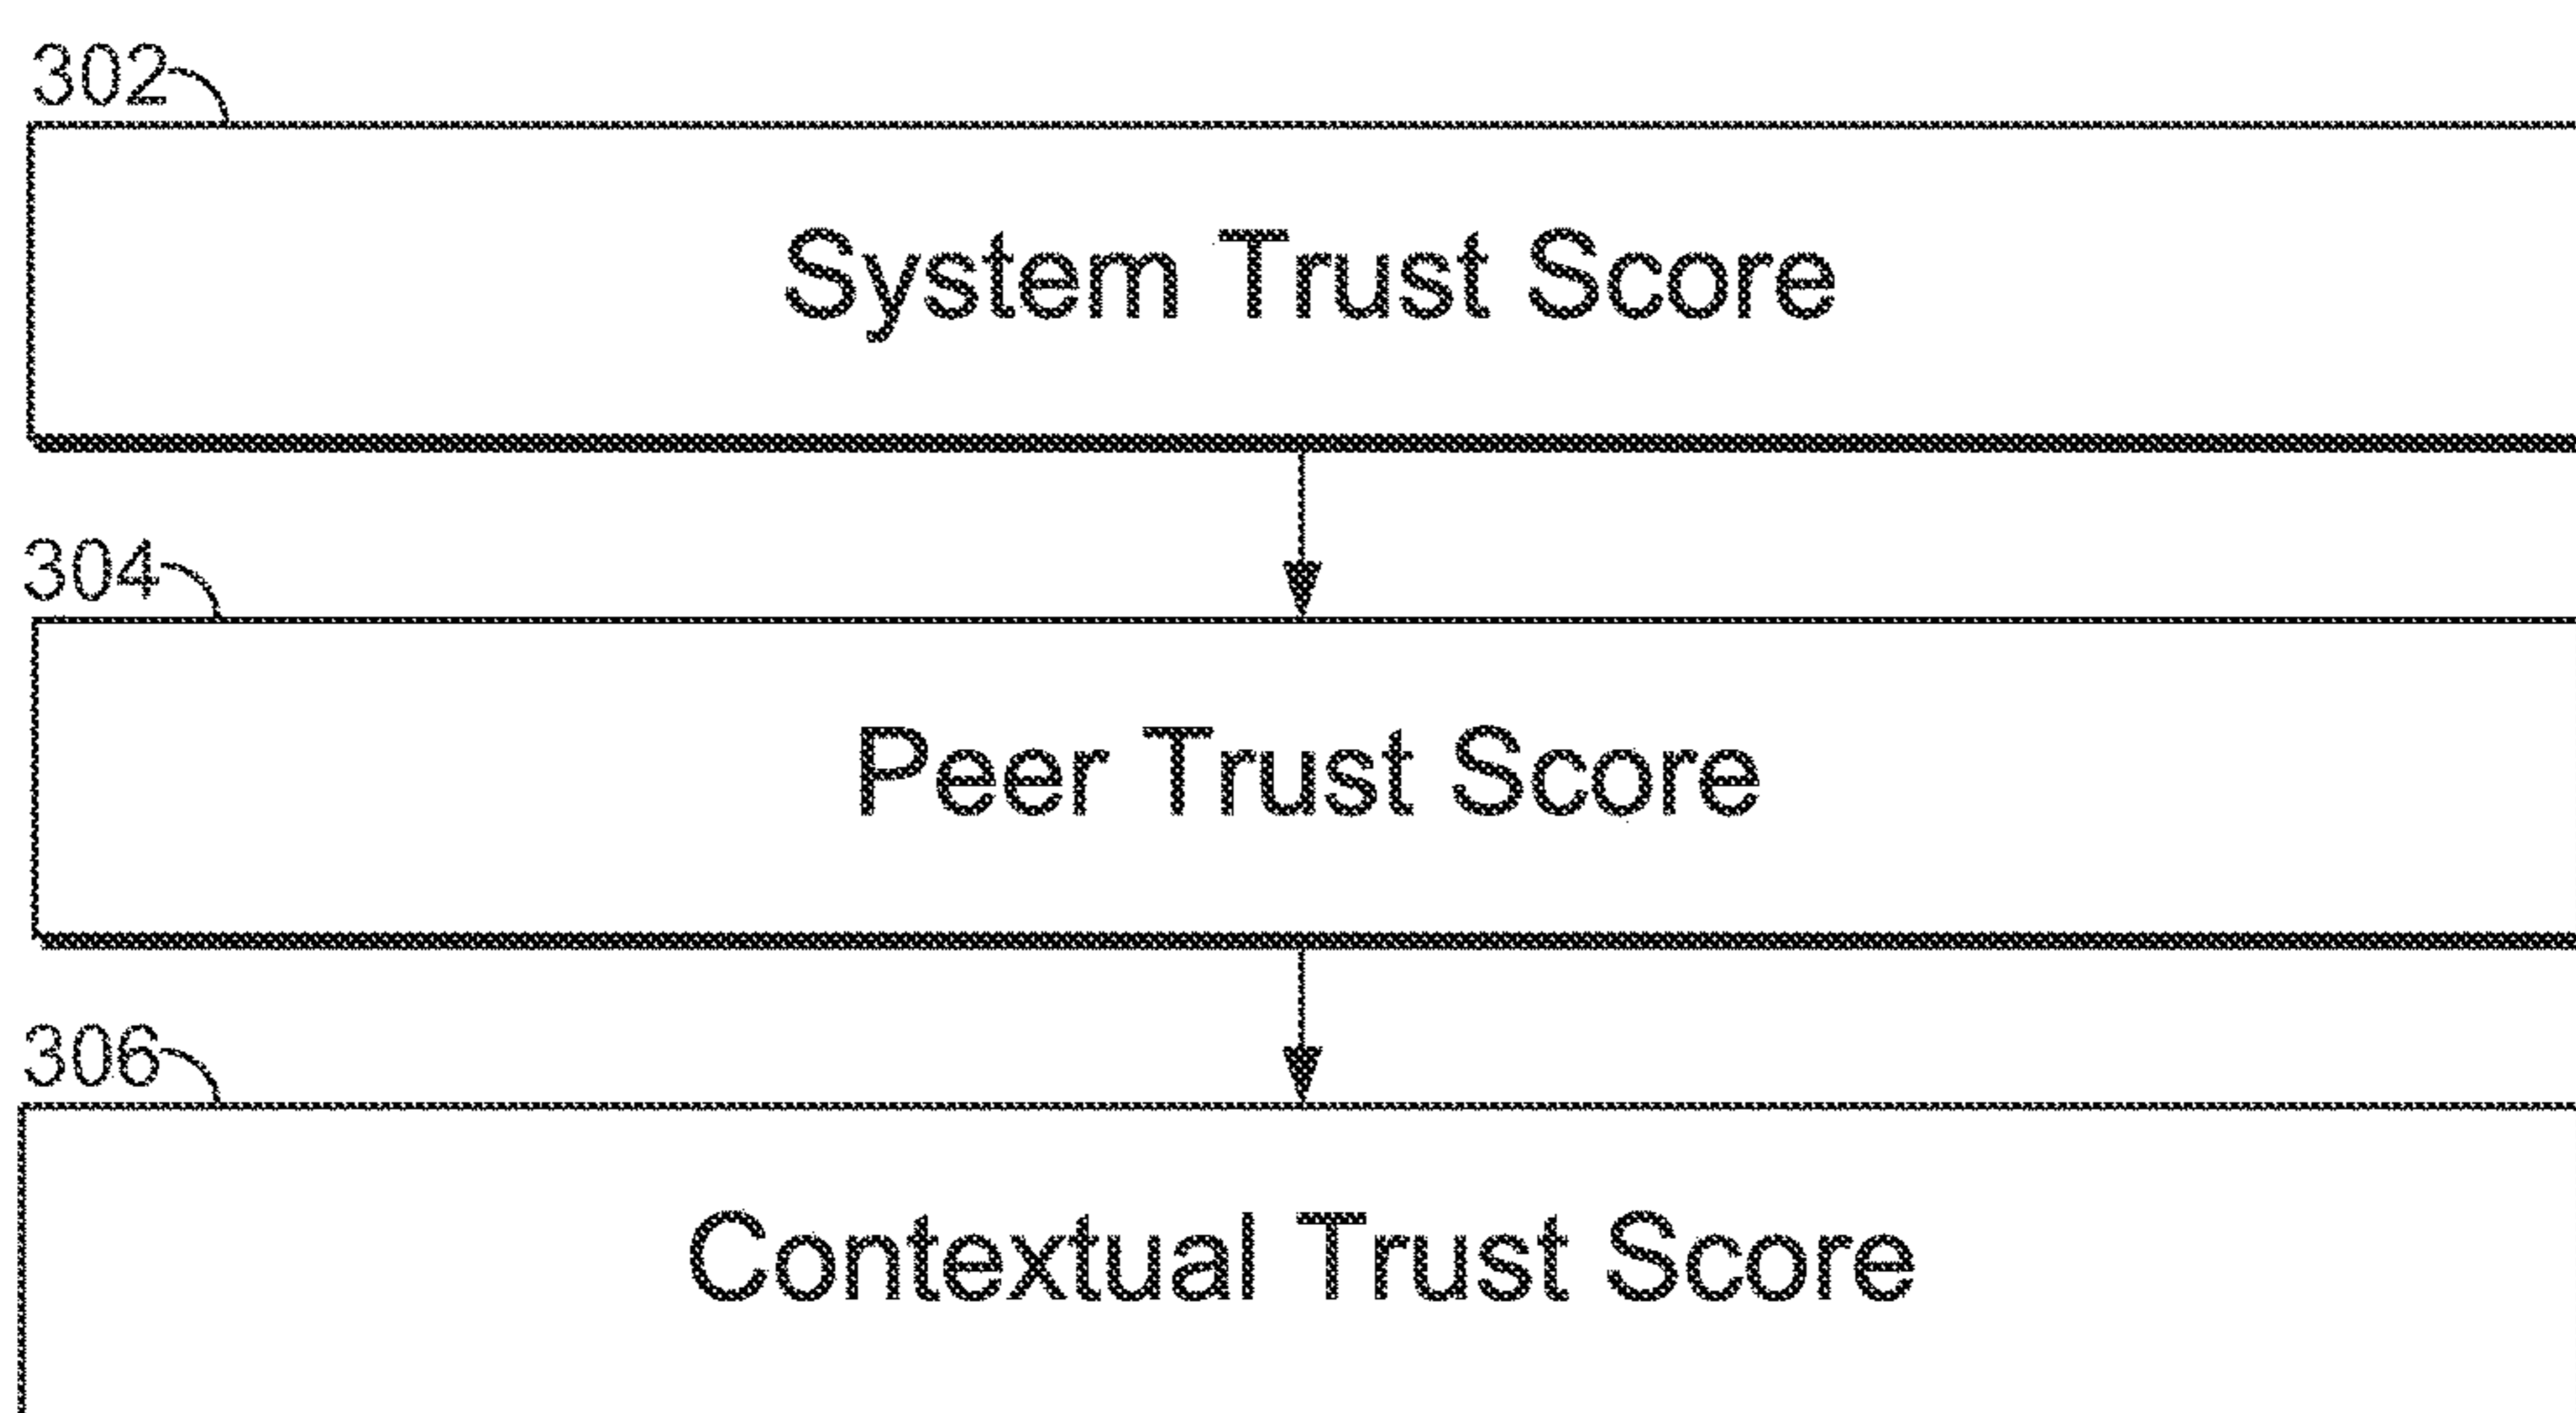 302
System Trust Score
304
Peer Trust Score
306
Contextual Trust Score